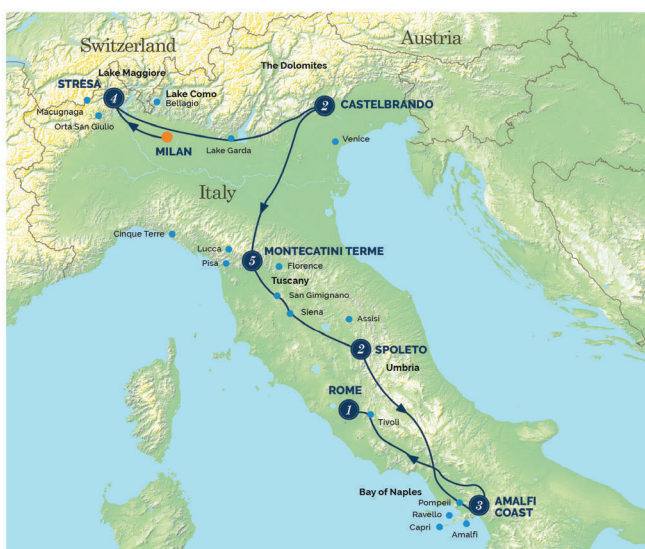 Switzerland
Austria
Lake Maggiore
The Dolomites
STRESA
4
Lake Como
Bellagio
2
CASTELBRANDO
Macugnaga
Orta San Giulio
MILAN
Lake Garda
Venice
Italy
Cinque Terre
Lucca
Pisa
5
MONTECATINI TERME
Florence
Tuscany
San Gimignano
Siena
Assisi
2
SPOLETO
Umbria
ROME
1
Tivoli
Bay of Naples
Pompeii
3
AMALFI
COAST
Ravello
Capri
Amalfi